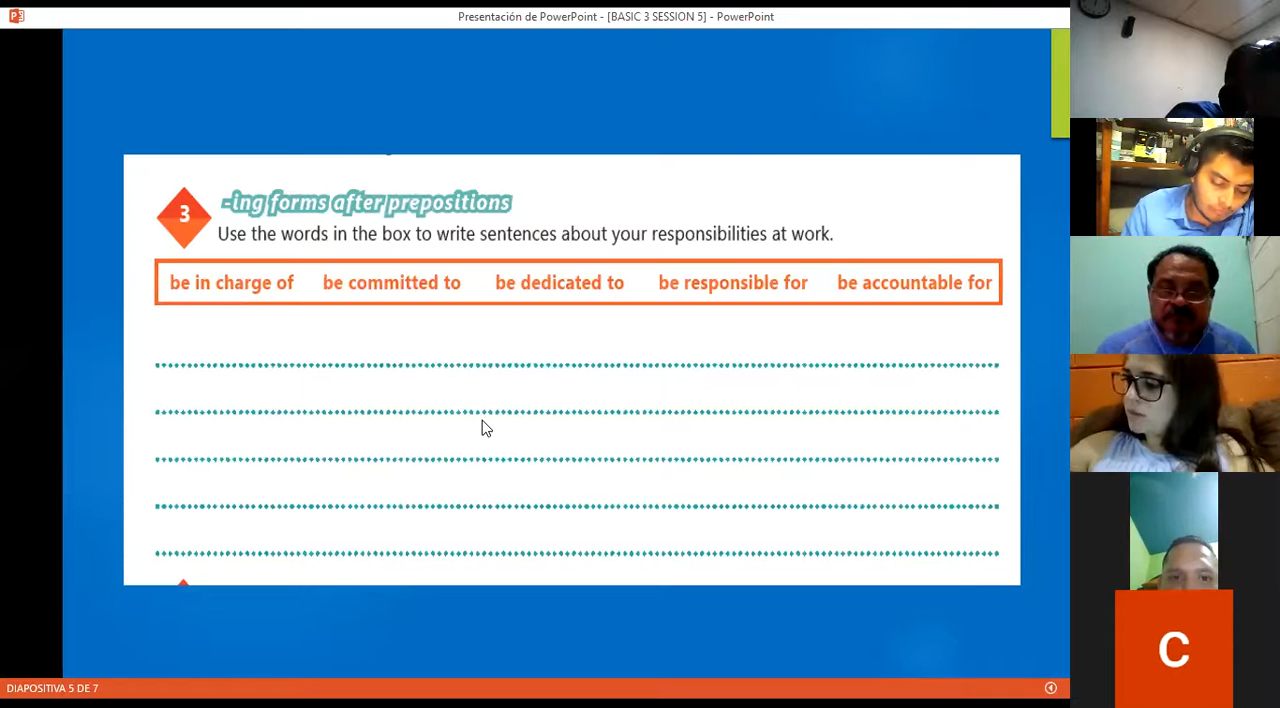 Presentación de PowerPoint - [BASIC 3 SESSION 5] - PowerPoint
3
-ing forms after prepositions
Use the words in the box to write sentences about your responsibilities at work.
be in charge of be committed to be dedicated to be responsible for be accountable for
C
DIAPOSITIVA 5 DE 7